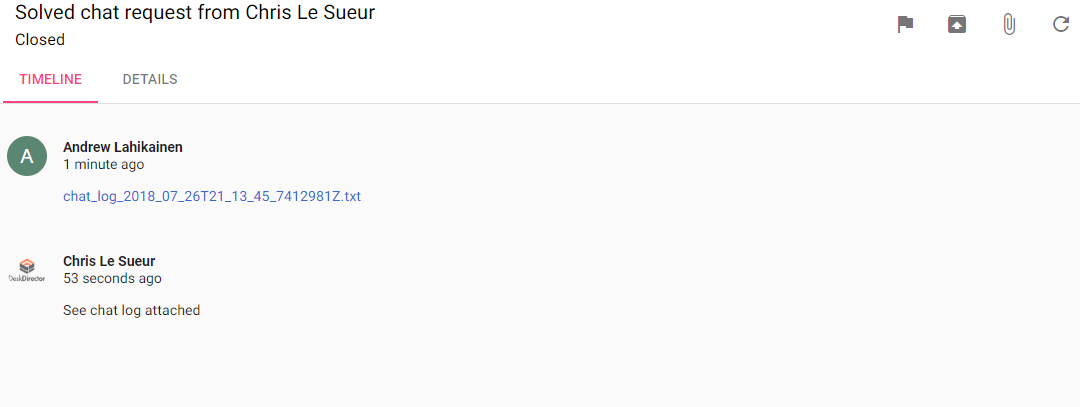 Solved chat request from Chris Le Sueur
Closed
TIMELINE DETAILS
A
Andrew Lahikainen
1 minute ago
chat_log_2018_07_26T21_13_45_7412981Z.txt
DeskDirector
Chris Le Sueur
53 seconds ago
See chat log attached